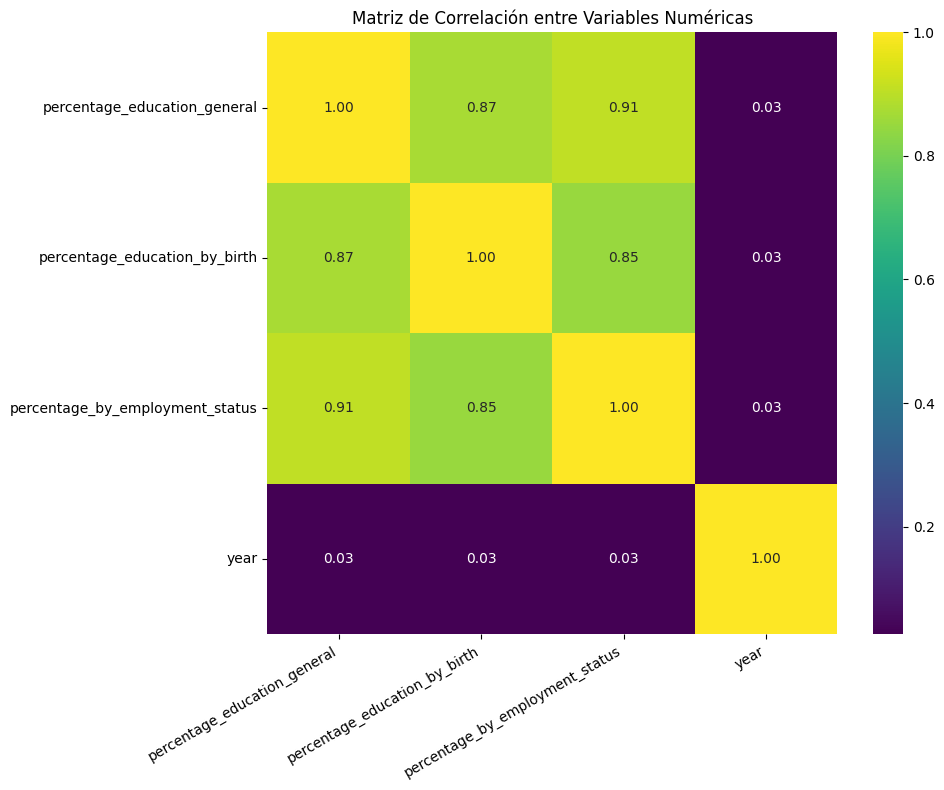 Matriz de Correlación entre Variables Numéricas
percentage_education_general
1.00
0.87
0.91
0.03
percentage_education_by_birth
0.87
1.00
0.85
0.03
percentage_by_employment_status
0.91
0.85
1.00
0.03
year
0.03
0.03
0.03
1.00
percentage_education_general
percentage_education_by_birth
percentage_by_employment_status
year
1.0
0.8
0.6
0.4
0.2